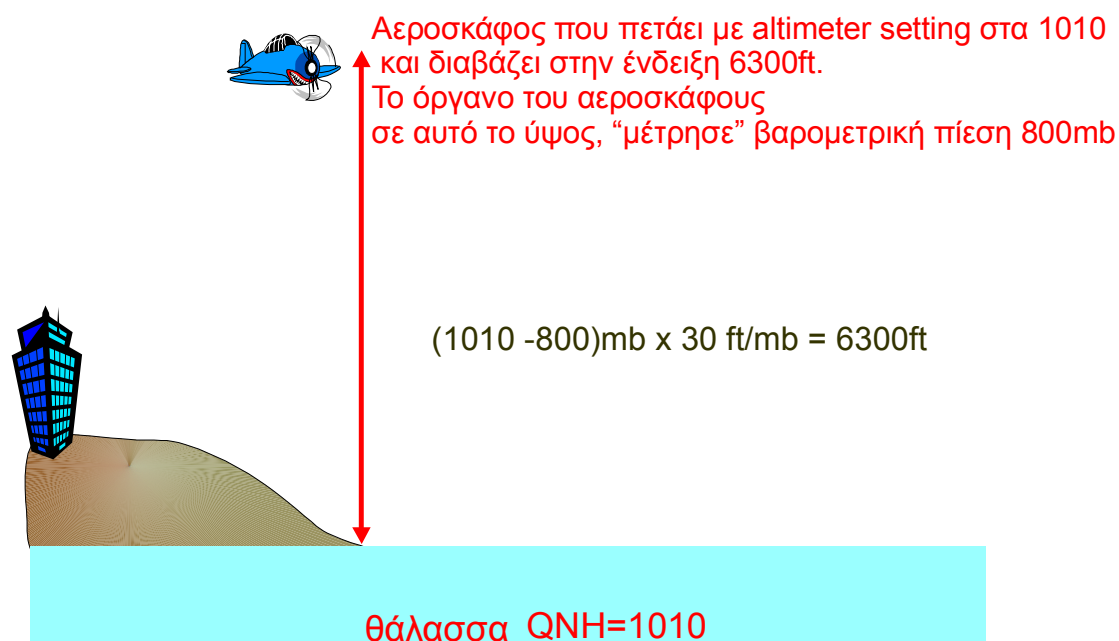 Αεροσκάφος που πετάει με altimeter setting στα 1010
και διαβάζει στην ένδειξη 6300ft.
Το όργανο του αεροσκάφους
σε αυτό το ύψος, “μέτρησε” βαρομετρική πίεση 800mb
(1010 -800)mb x 30 ft/mb = 6300ft
θάλασσα QNH=1010